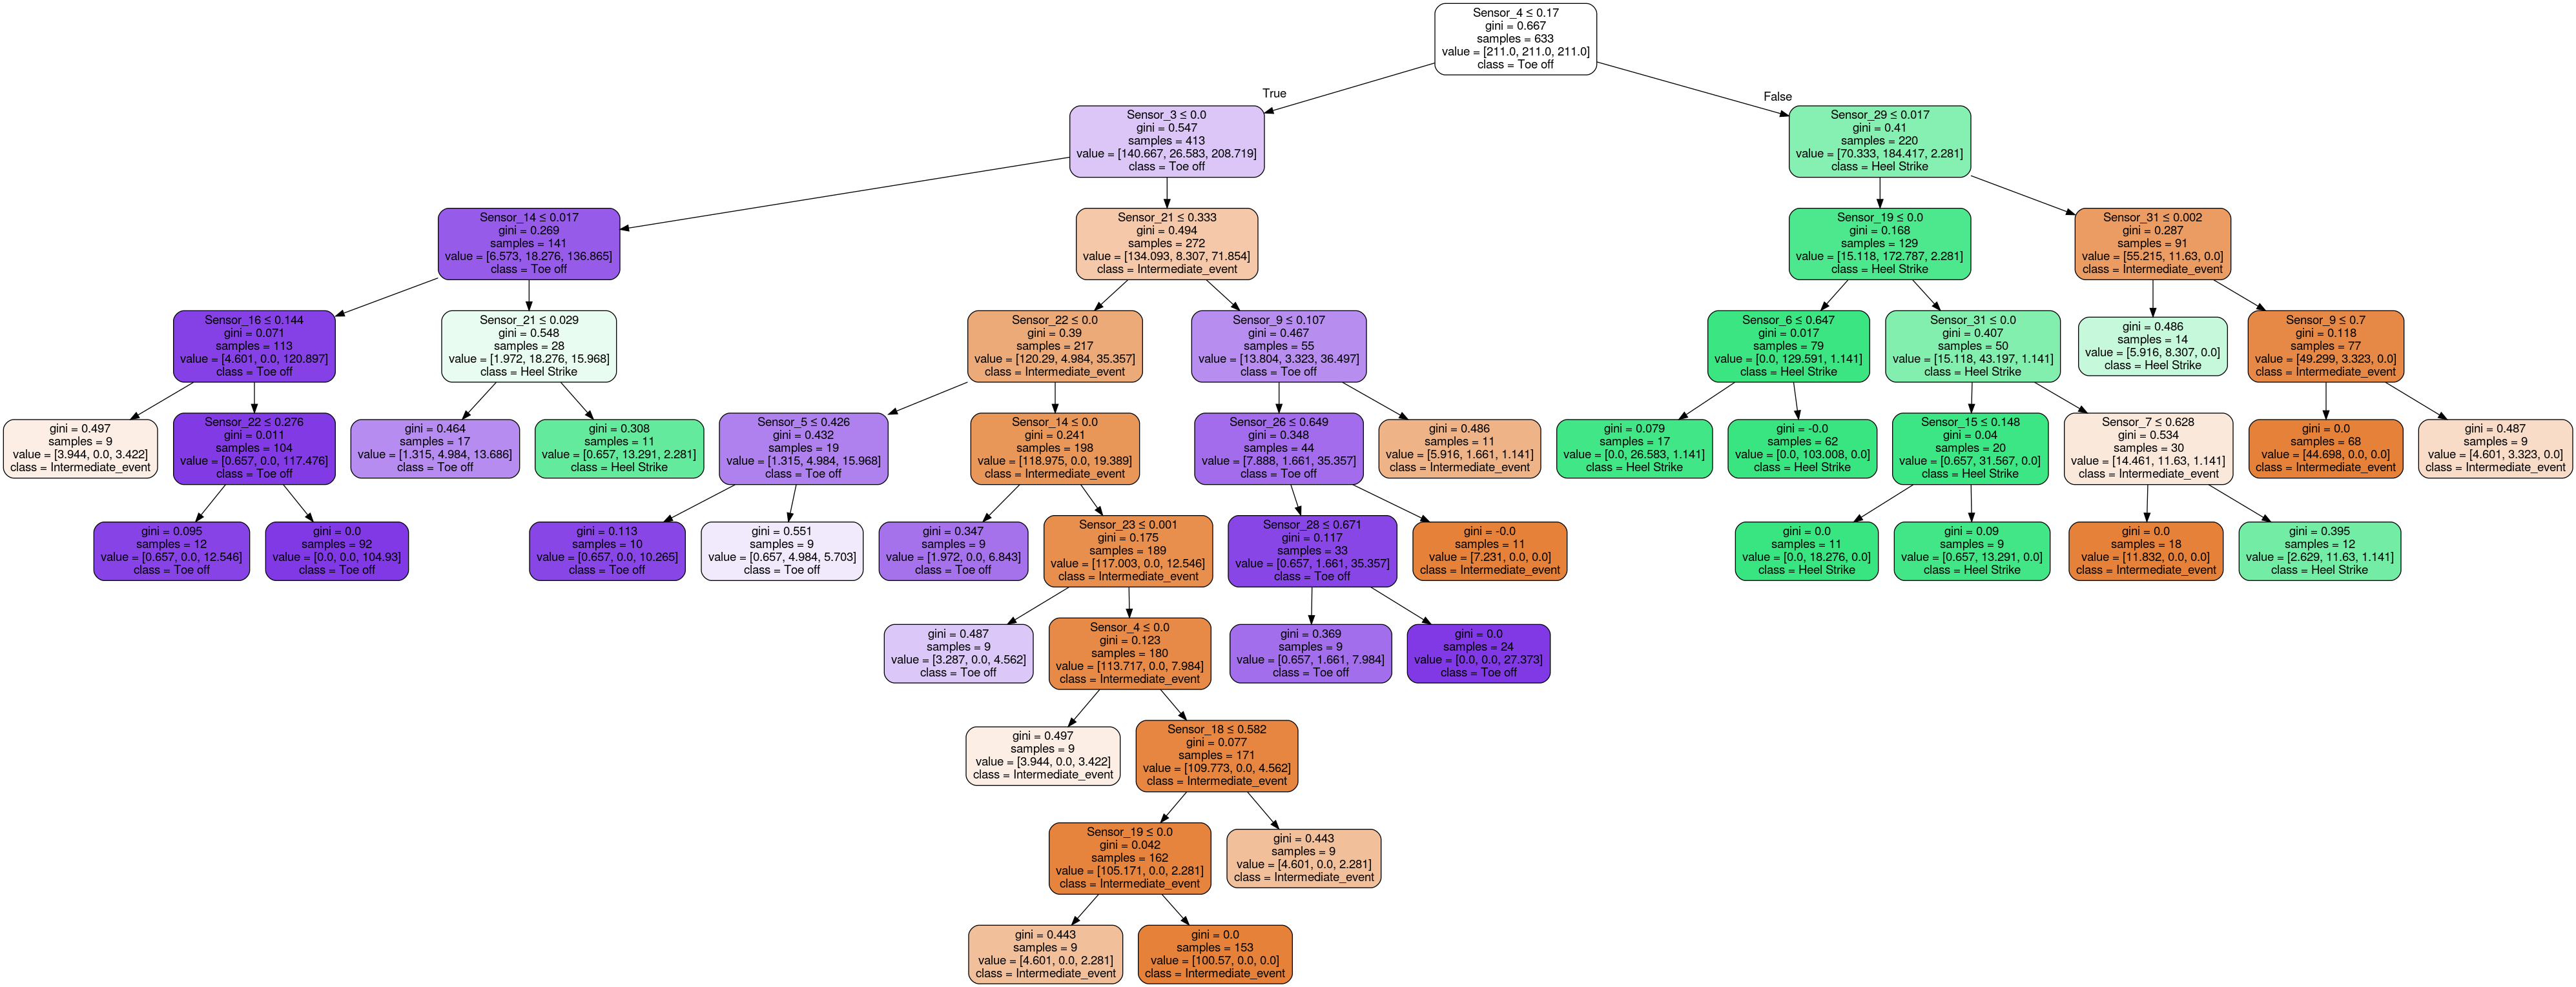 Sensor_4 ≤ 0.17
gini = 0.667
samples = 633
value = [211.0, 211.0, 211.0]
class = Toe off
True
False
Sensor_3 ≤ 0.0
gini = 0.547
samples = 413
value = [140.667, 26.583, 208.719]
class = Toe off
Sensor_29 ≤ 0.017
gini = 0.41
samples = 220
value = [70.333, 184.417, 2.281]
class = Heel Strike
Sensor_14 ≤ 0.017
gini = 0.269
samples = 141
value = [6.573, 18.276, 136.865]
class = Toe off
Sensor_21 ≤ 0.333
gini = 0.494
samples = 272
value = [134.093, 8.307, 71.854]
class = Intermediate_event
Sensor_19 ≤ 0.0
gini = 0.168
samples = 129
value = [15.118, 172.787, 2.281]
class = Heel Strike
Sensor_31 ≤ 0.002
gini = 0.287
samples = 91
value = [55.215, 11.63, 0.0]
class = Intermediate_event
Sensor_16 ≤ 0.144
gini = 0.071
samples = 113
value = [4.601, 0.0, 120.897]
class = Toe off
Sensor_21 ≤ 0.029
gini = 0.548
samples = 28
value = [1.972, 18.276, 15.968]
class = Heel Strike
Sensor_22 ≤ 0.0
gini = 0.39
samples = 217
value = [120.29, 4.984, 35.357]
class = Intermediate_event
Sensor_9 ≤ 0.107
gini = 0.467
samples = 55
value = [13.804, 3.323, 36.497]
class = Toe off
Sensor_6 ≤ 0.647
gini = 0.017
samples = 79
value = [0.0, 129.591, 1.141]
class = Heel Strike
Sensor_31 ≤ 0.0
gini = 0.407
samples = 50
value = [15.118, 43.197, 1.141]
class = Heel Strike
gini = 0.486
samples = 14
value = [5.916, 8.307, 0.0]
class = Heel Strike
Sensor_9 ≤ 0.7
gini = 0.118
samples = 77
value = [49.299, 3.323, 0.0]
class = Intermediate_event
gini = 0.497
samples = 9
value = [3.944, 0.0, 3.422]
class = Intermediate_event
Sensor_22 ≤ 0.276
gini = 0.011
samples = 104
value = [0.657, 0.0, 117.476]
class = Toe off
gini = 0.464
samples = 17
value = [1.315, 4.984, 13.686]
class = Toe off
gini = 0.308
samples = 11
value = [0.657, 13.291, 2.281]
class = Heel Strike
Sensor_5 ≤ 0.426
gini = 0.432
samples = 19
value = [1.315, 4.984, 15.968]
class = Toe off
Sensor_14 ≤ 0.0
gini = 0.241
samples = 198
value = [118.975, 0.0, 19.389]
class = Intermediate_event
Sensor_26 ≤ 0.649
gini = 0.348
samples = 44
value = [7.888, 1.661, 35.357]
class = Toe off
gini = 0.486
samples = 11
value = [5.916, 1.661, 1.141]
class = Intermediate_event
gini = 0.079
samples = 17
value = [0.0, 26.583, 1.141]
class = Heel Strike
gini = -0.0
samples = 62
value = [0.0, 103.008, 0.0]
class = Heel Strike
Sensor_15 ≤ 0.148
gini = 0.04
samples = 20
value = [0.657, 31.567, 0.0]
class = Heel Strike
Sensor_7 ≤ 0.628
gini = 0.534
samples = 30
value = [14.461, 11.63, 1.141]
class = Intermediate_event
gini = 0.0
samples = 68
value = [44.698, 0.0, 0.0]
class = Intermediate_event
gini = 0.487
samples = 9
value = [4.601, 3.323, 0.0]
class = Intermediate_event
gini = 0.095
samples = 12
value = [0.657, 0.0, 12.546]
class = Toe off
gini = 0.0
samples = 92
value = [0.0, 0.0, 104.93]
class = Toe off
gini = 0.113
samples = 10
value = [0.657, 0.0, 10.265]
class = Toe off
gini = 0.551
samples = 9
value = [0.657, 4.984, 5.703]
class = Toe off
gini = 0.347
samples = 9
value = [1.972, 0.0, 6.843]
class = Toe off
Sensor_23 ≤ 0.001
gini = 0.175
samples = 189
value = [117.003, 0.0, 12.546]
class = Intermediate_event
Sensor_28 ≤ 0.671
gini = 0.117
samples = 33
value = [0.657, 1.661, 35.357]
class = Toe off
gini = -0.0
samples = 11
value = [7.231, 0.0, 0.0]
class = Intermediate_event
gini = 0.0
samples = 11
value = [0.0, 18.276, 0.0]
class = Heel Strike
gini = 0.09
samples = 9
value = [0.657, 13.291, 0.0]
class = Heel Strike
gini = 0.0
samples = 18
value = [11.832, 0.0, 0.0]
class = Intermediate_event
gini = 0.395
samples = 12
value = [2.629, 11.63, 1.141]
class = Heel Strike
gini = 0.487
samples = 9
value = [3.287, 0.0, 4.562]
class = Toe off
Sensor_4 ≤ 0.0
gini = 0.123
samples = 180
value = [113.717, 0.0, 7.984]
class = Intermediate_event
gini = 0.369
samples = 9
value = [0.657, 1.661, 7.984]
class = Toe off
gini = 0.0
samples = 24
value = [0.0, 0.0, 27.373]
class = Toe off
gini = 0.497
samples = 9
value = [3.944, 0.0, 3.422]
class = Intermediate_event
Sensor_18 ≤ 0.582
gini = 0.077
samples = 171
value = [109.773, 0.0, 4.562]
class = Intermediate_event
Sensor_19 ≤ 0.0
gini = 0.042
samples = 162
value = [105.171, 0.0, 2.281]
class = Intermediate_event
gini = 0.443
samples = 9
value = [4.601, 0.0, 2.281]
class = Intermediate_event
gini = 0.443
samples = 9
value = [4.601, 0.0, 2.281]
class = Intermediate_event
gini = 0.0
samples = 153
value = [100.57, 0.0, 0.0]
class = Intermediate_event